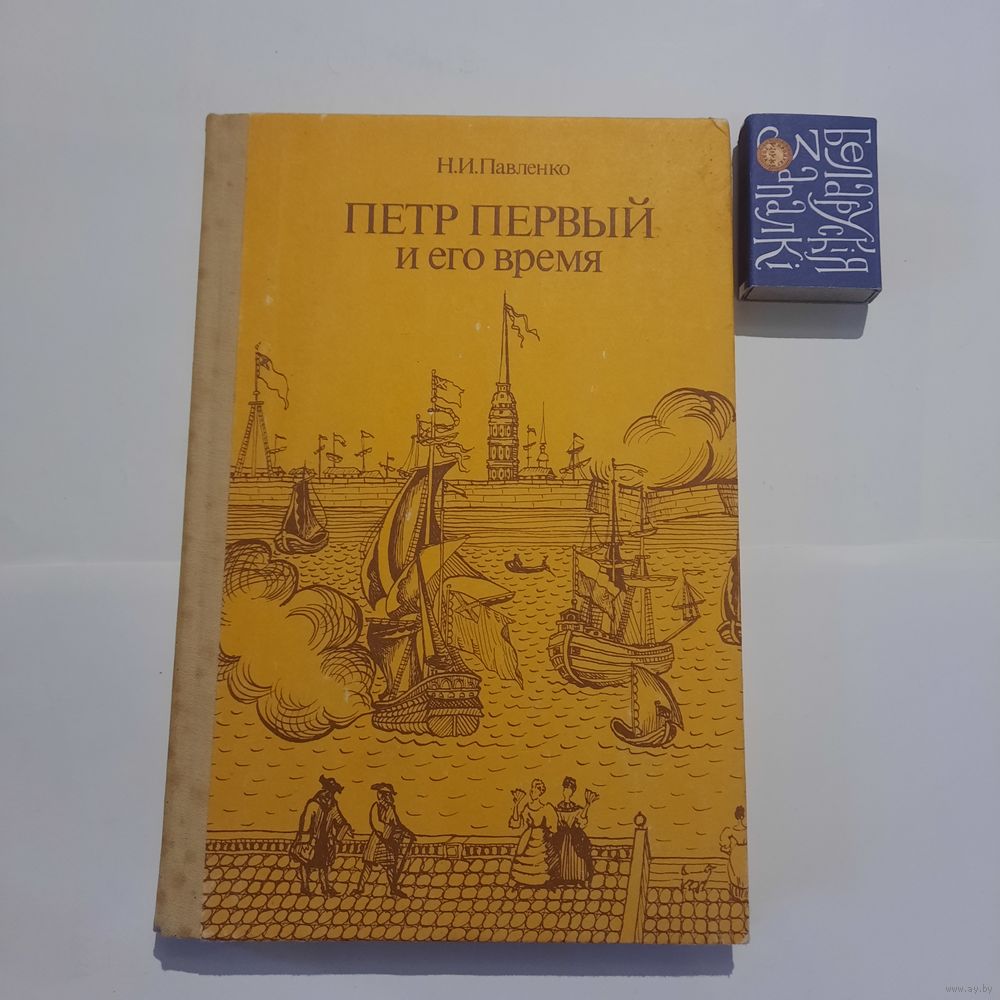 Н.И.Павленко
ПЕТР ПЕРВЫЙ
и его время
Беларускія
Запалкі
www.ay.by